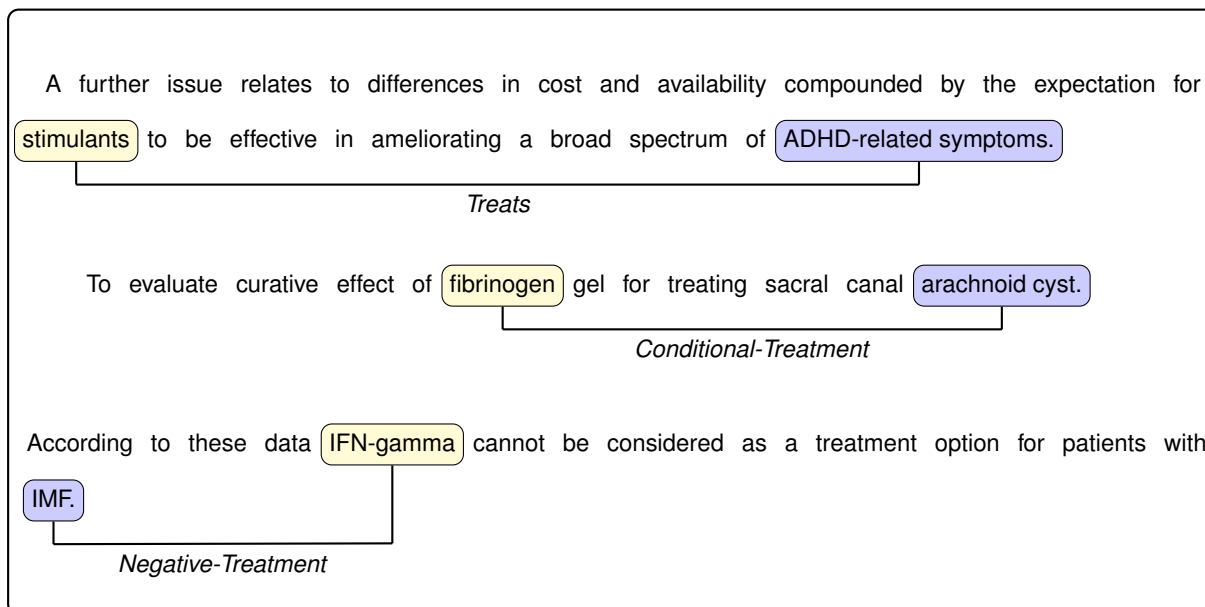 A further issue relates to differences in cost and availability compounded by the expectation for
stimulants to be effective in ameliorating a broad spectrum of ADHD-related symptoms.
Treats
To evaluate curative effect of fibrinogen gel for treating sacral canal arachnoid cyst.
Conditional-Treatment
According to these data IFN-gamma cannot be considered as a treatment option for patients with
IMF.
Negative-Treatment